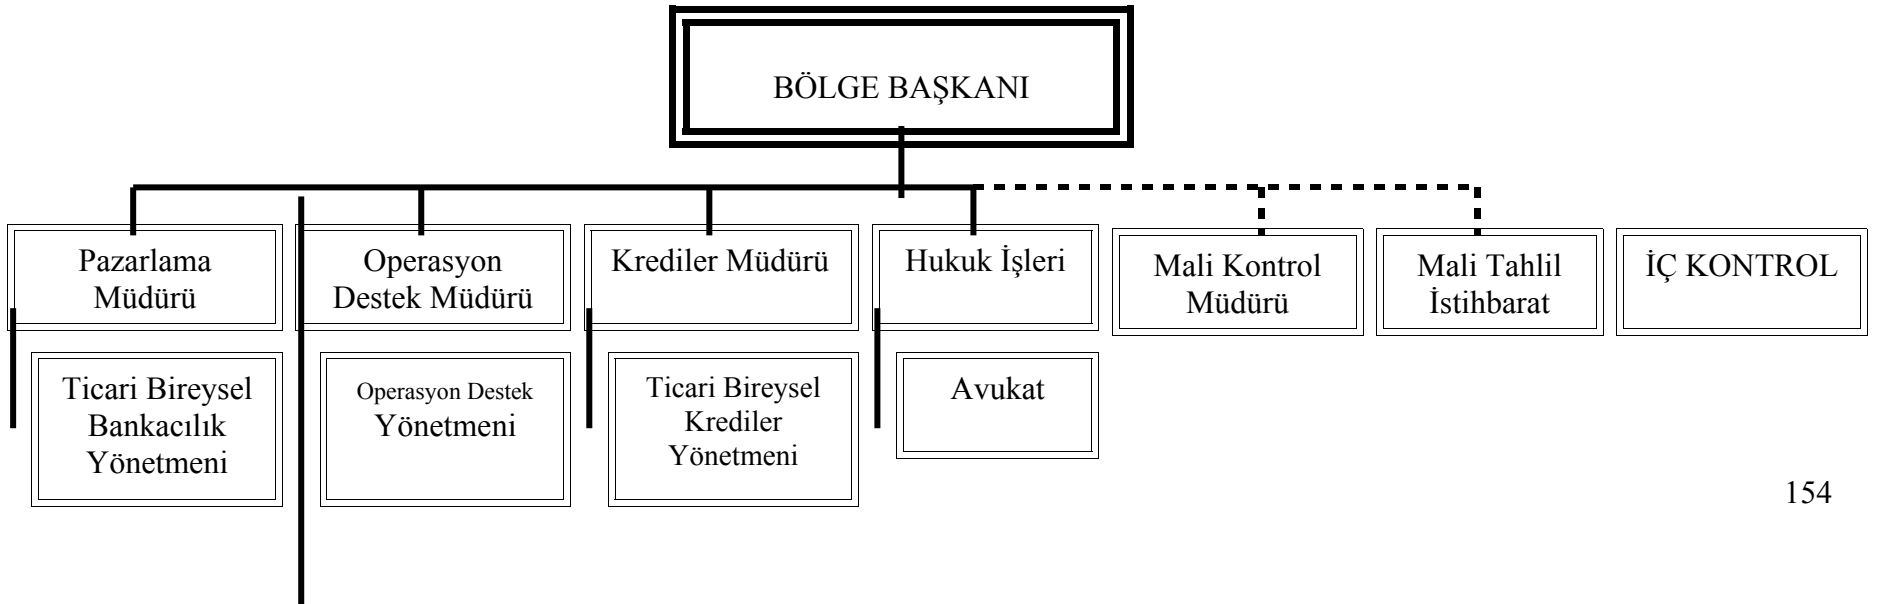 BÖLGE BAŞKANI
Pazarlama
Müdürü
Operasyon
Destek Müdürü
Krediler Müdürü
Hukuk İşleri
Mali Kontrol
Müdürü
Mali Tahlil
İstihbarat
İÇ KONTROL
Ticari Bireysel
Bankacılık
Yönetmeni
Operasyon Destek
Yönetmeni
Ticari Bireysel
Krediler
Yönetmeni
Avukat
154